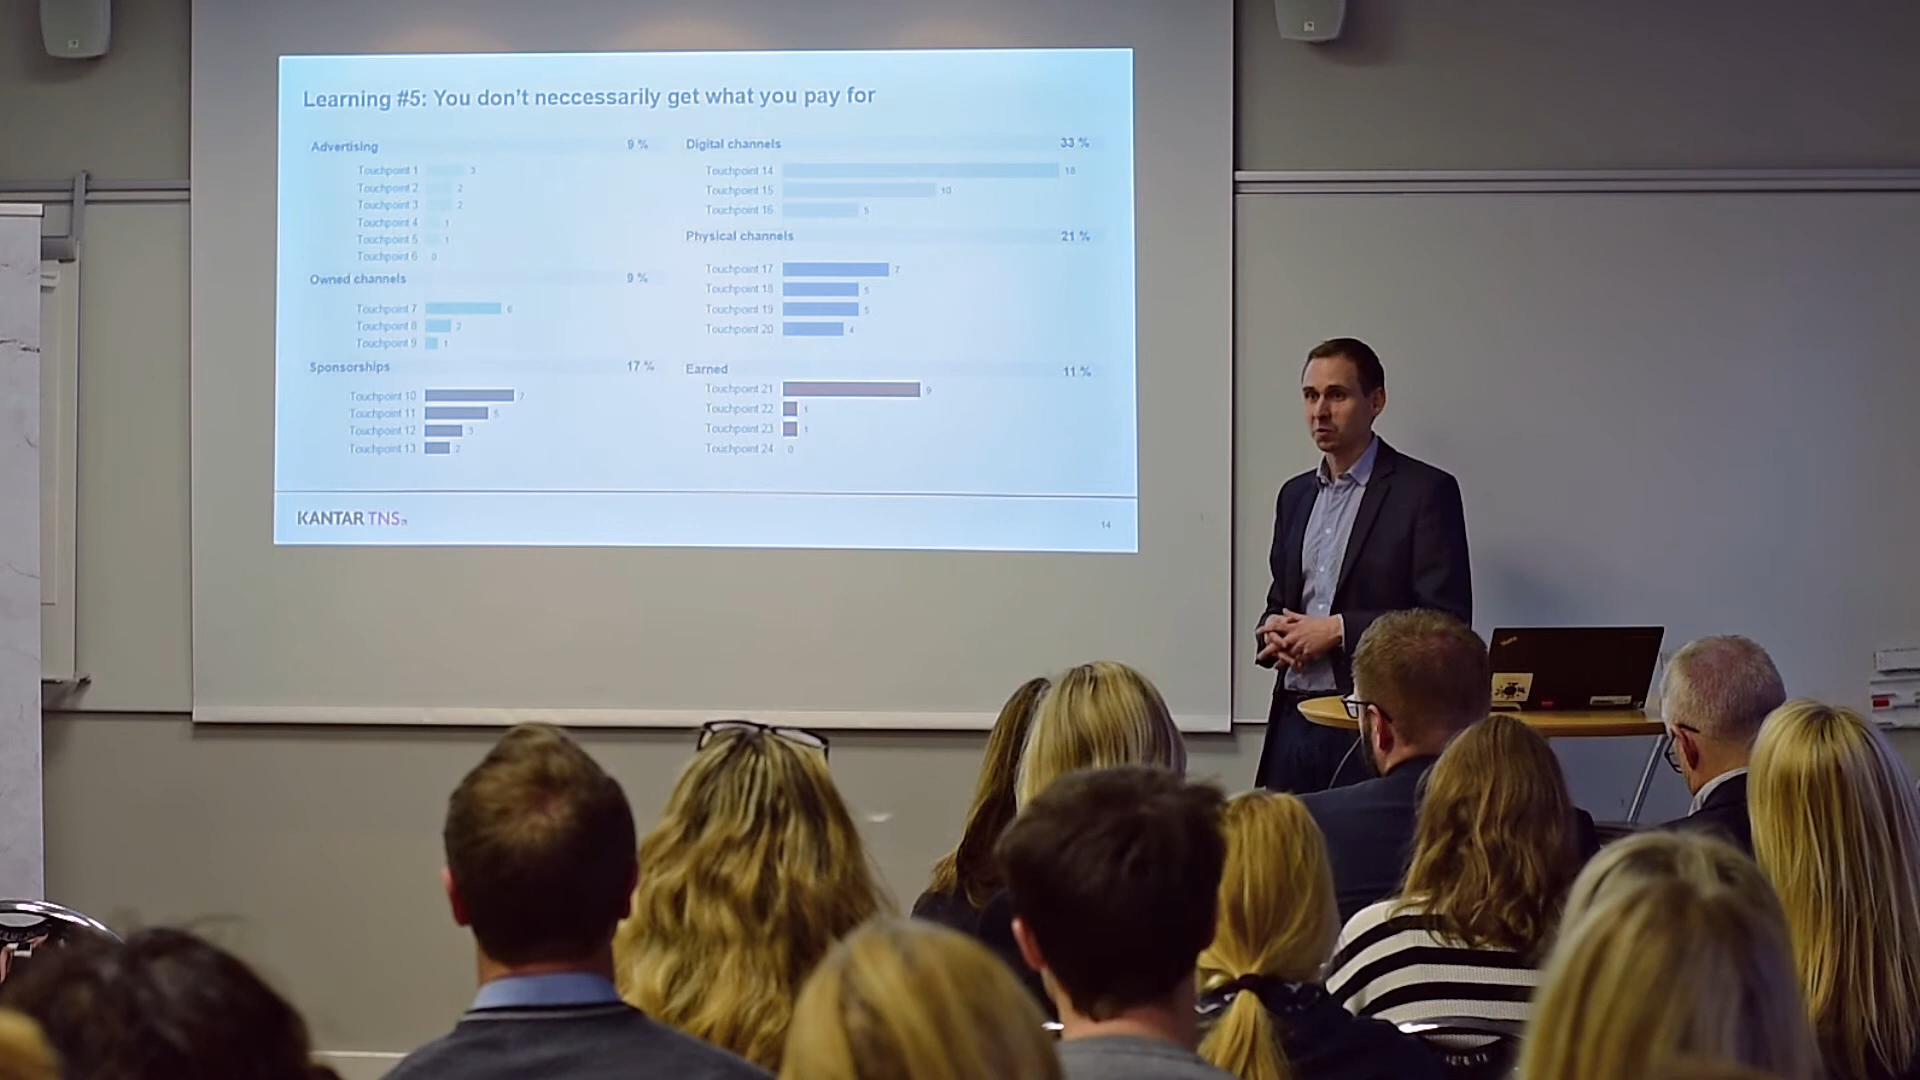 Learning #5: You don't neccessarily get what you pay for
Advertising 9 %
Touchpoint 1 3
Touchpoint 2 2
Touchpoint 3 2
Touchpoint 4 1
Touchpoint 5 1
Touchpoint 6 0
Owned channels 9 %
Touchpoint 7 6
Touchpoint 8 2
Touchpoint 9 1
Sponsorships 17 %
Touchpoint 10 7
Touchpoint 11 5
Touchpoint 12 3
Touchpoint 13 2
Digital channels 33 %
Touchpoint 14 18
Touchpoint 15 10
Touchpoint 16 5
Physical channels 21 %
Touchpoint 17 7
Touchpoint 18 5
Touchpoint 19 5
Touchpoint 20 4
Earned 11 %
Touchpoint 21 9
Touchpoint 22 1
Touchpoint 23 1
Touchpoint 24 0
KANTAR TNS
14